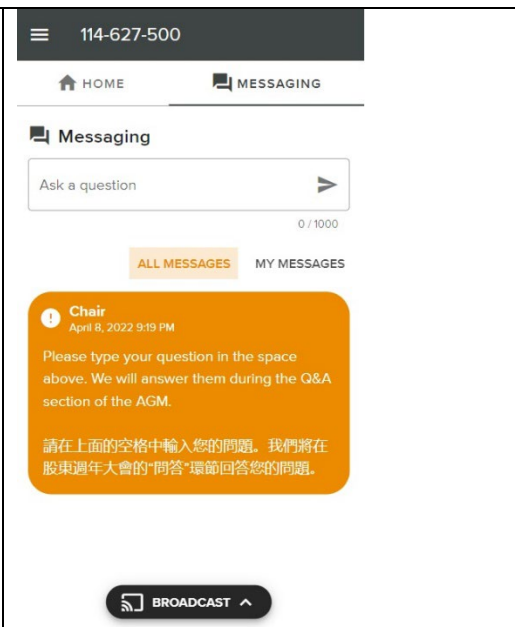 114-627-500
HOME MESSAGING
Messaging
Ask a question
0 / 1000
ALL MESSAGES MY MESSAGES
Chair
April 8, 2022 9:19 PM
Please type your question in the space
above. We will answer them during the Q&A
section of the AGM.
請在上面的空格中輸入您的問題。我們將在
股東週年大會的“問答”環節回答您的問題。
BROADCAST